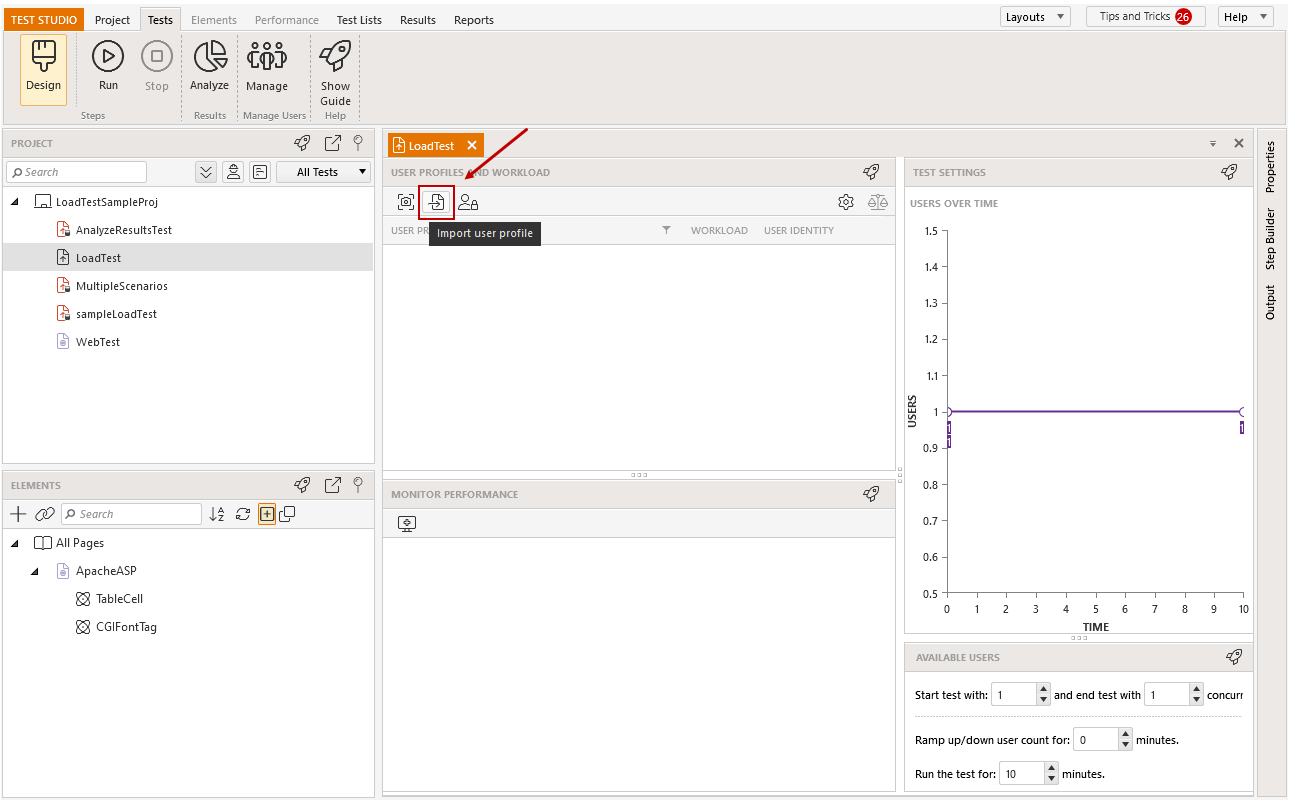 TEST STUDIO Project Tests Elements Performance Test Lists Results Reports Layouts Tips and Tricks 26 Help
Design Run Stop Analyze Manage Show Guide
Steps Results Manage Users Help
PROJECT
Search All Tests
LoadTestSampleProj
AnalyzeResultsTest
LoadTest
MultipleScenarios
sampleLoadTest
WebTest
ELEMENTS
Search
All Pages
ApacheASP
TableCell
CGIFontTag
LoadTest
USER PROFILES AND WORKLOAD
Import user profile
USER PR WORKLOAD USER IDENTITY
MONITOR PERFORMANCE
TEST SETTINGS
USERS OVER TIME
1.5
1.4
1.3
1.2
1.1
1
0.9
0.8
0.7
0.6
0.5
USERS
1
1
1
0 1 2 3 4 5 6 7 8 9 10
TIME
AVAILABLE USERS
Start test with: 1 and end test with 1 concurr
Ramp up/down user count for: 0 minutes.
Run the test for: 10 minutes.
Properties
Step Builder
Output